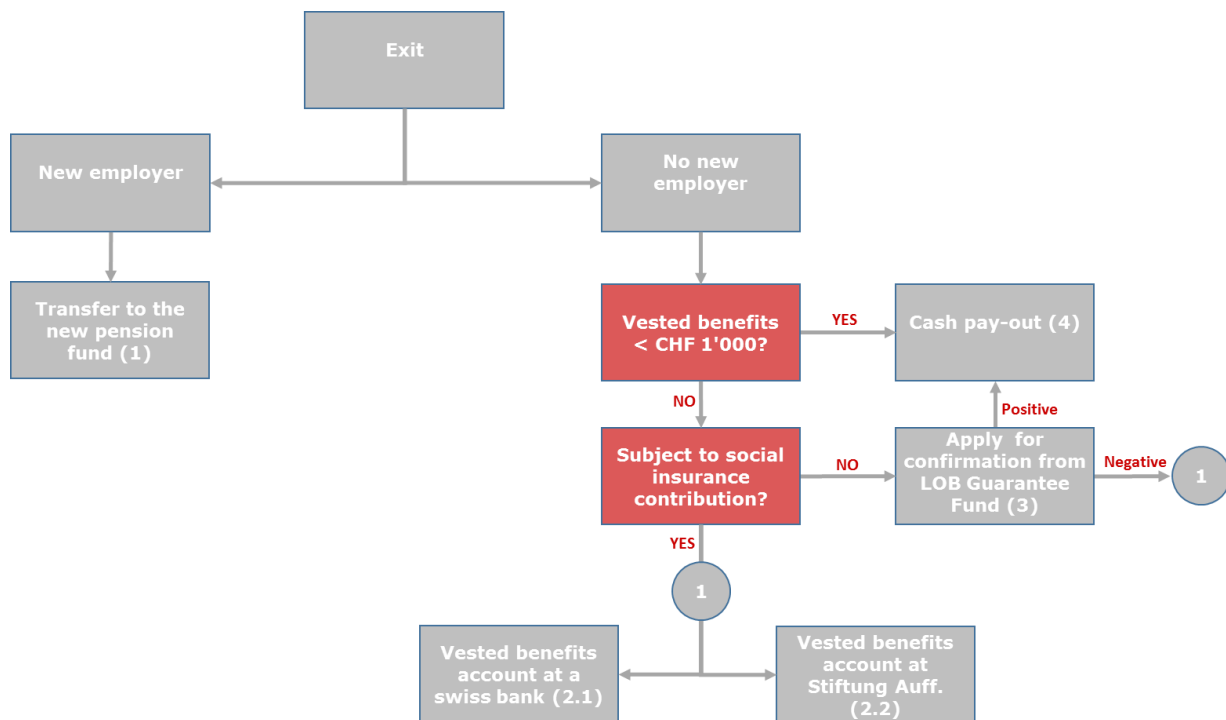 Exit
New employer
No new
employer
Transfer to the
new pension
fund (1)
Vested benefits
< CHF 1'000?
YES
Cash pay-out (4)
NO
Positive
Subject to social
insurance
contribution?
NO
Apply for
confirmation from
LOB Guarantee
Fund (3)
Negative
1
YES
1
Vested benefits
account at a
swiss bank (2.1)
Vested benefits
account at
Stiftung Auff.
(2.2)